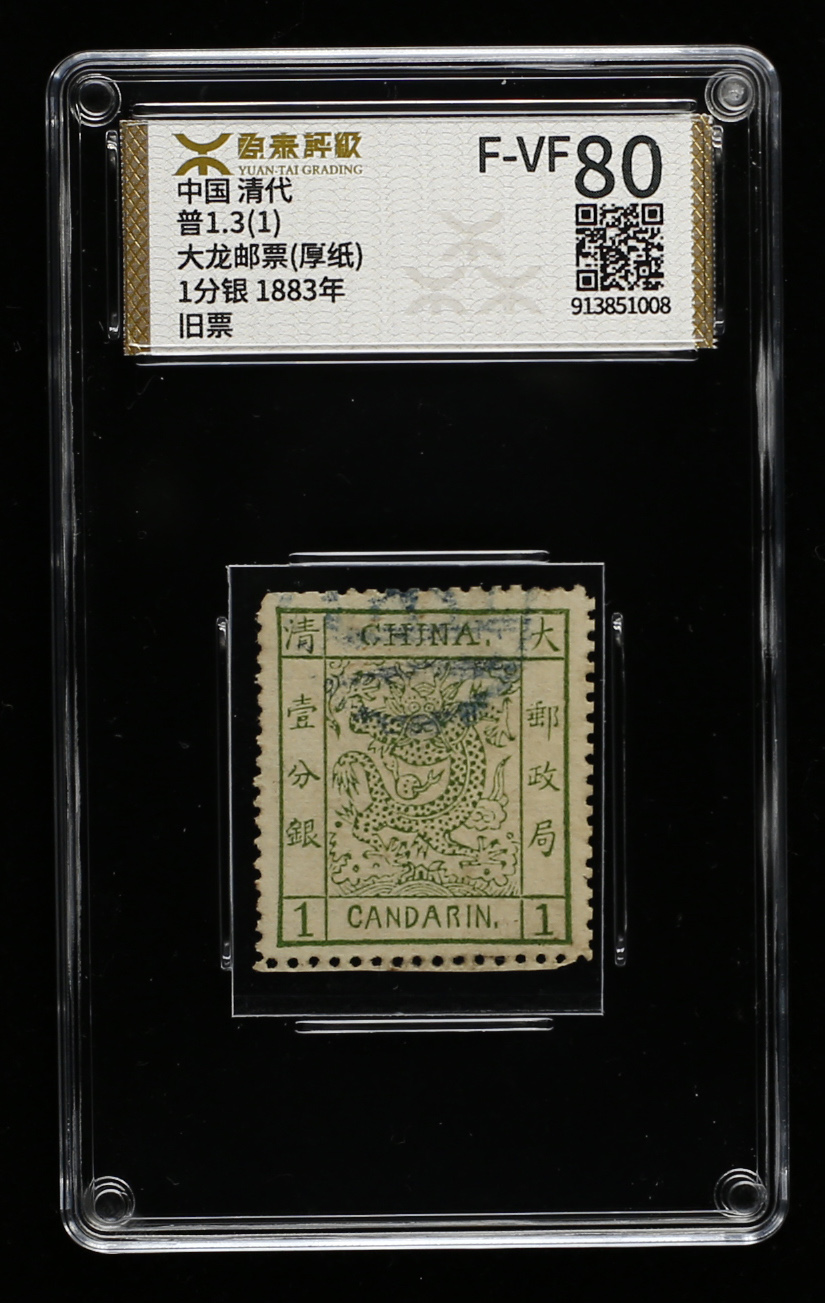 源泰評級
YUAN·TAI GRADING
F-VF 80
中国 清代
普1.3(1)
大龙邮票(厚纸)
1分银 1883年
旧票
913851008
清 CHINA. 大
壹分銀
郵政局
1 CANDARIN. 1